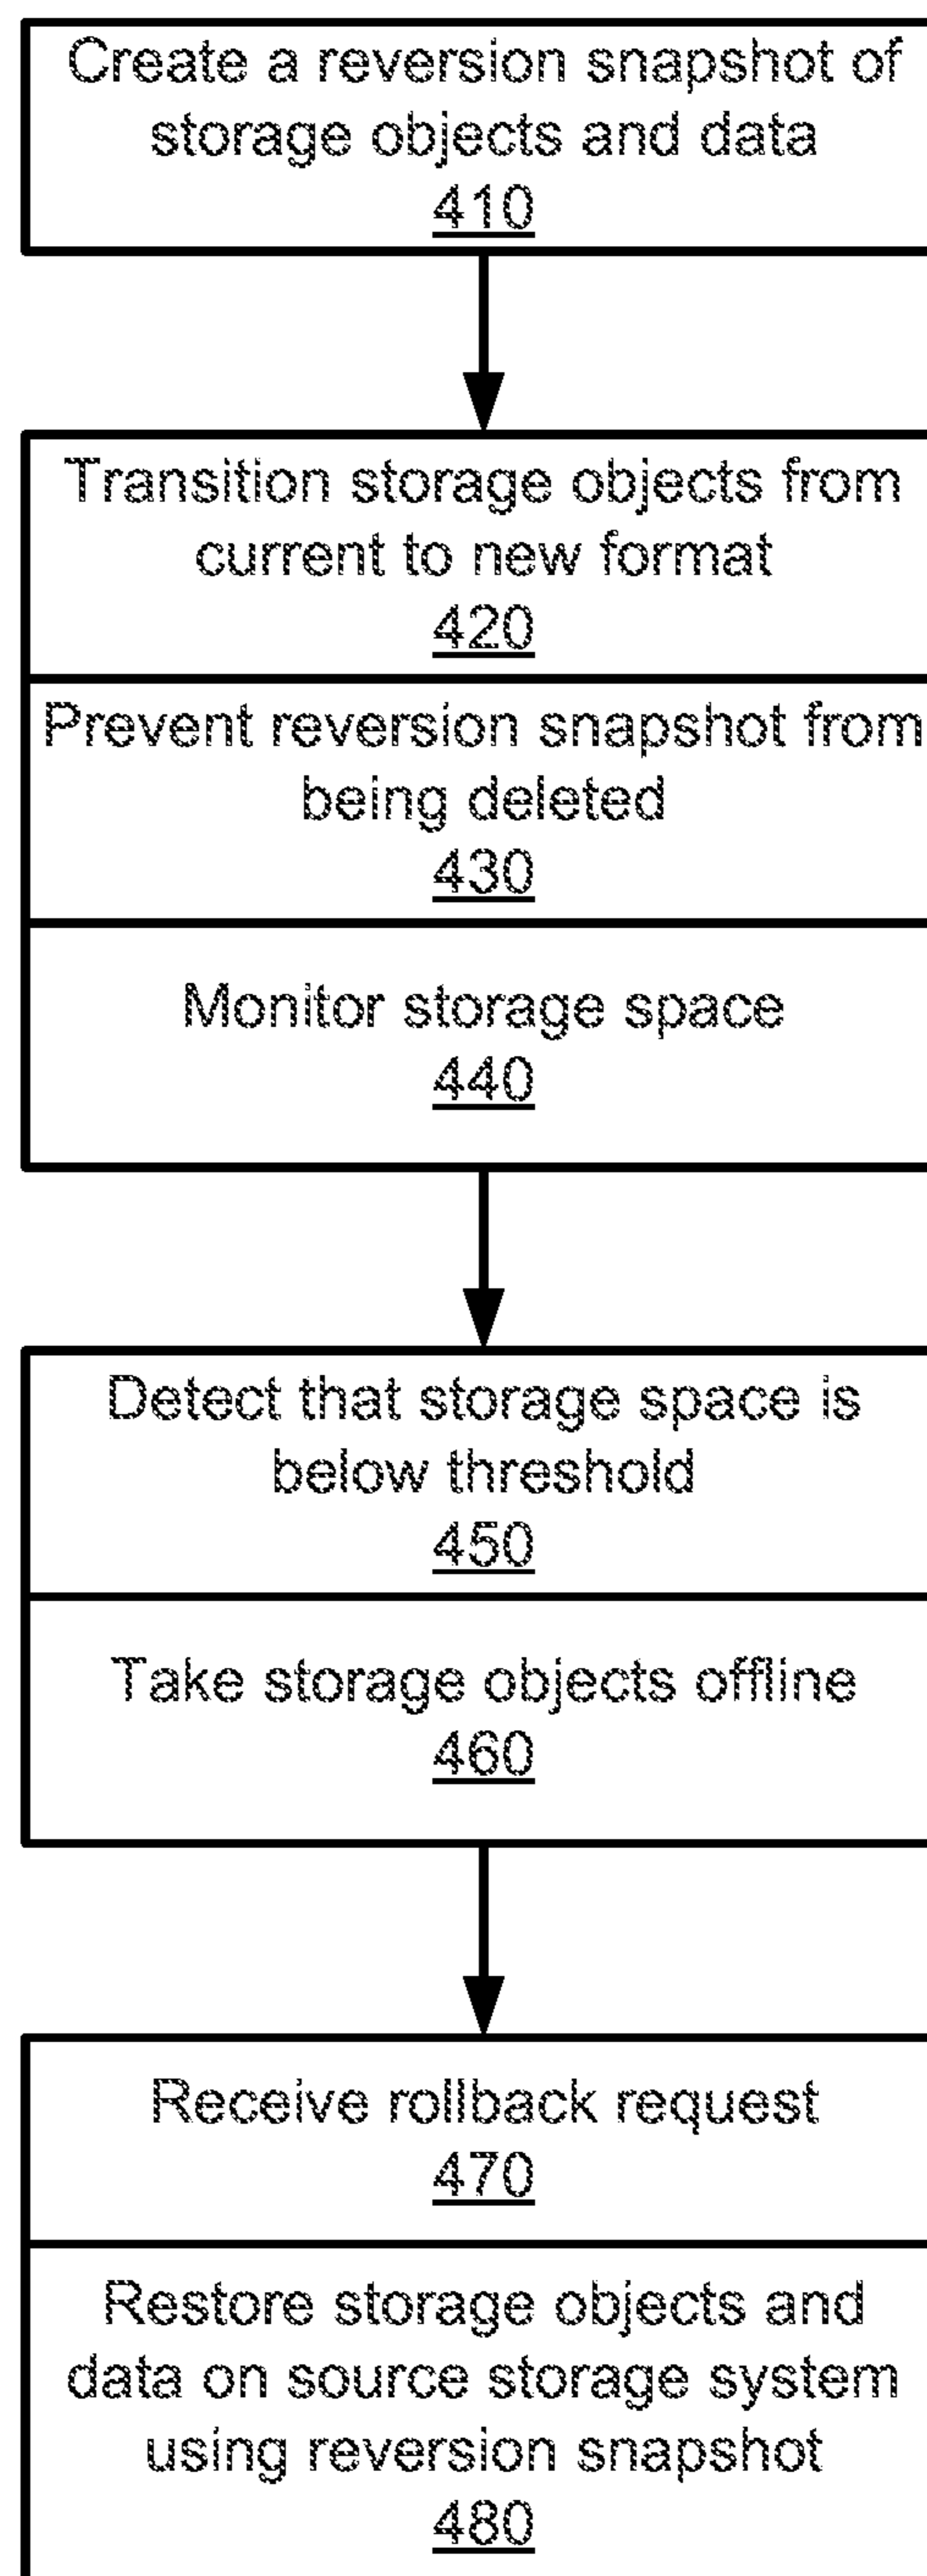 Create a reversion snapshot of
storage objects and data
410
Transition storage objects from
current to new format
420
Prevent reversion snapshot from
being deleted
430
Monitor storage space
440
Detect that storage space is
below threshold
450
Take storage objects offline
460
Receive rollback request
470
Restore storage objects and
data on source storage system
using reversion snapshot
480